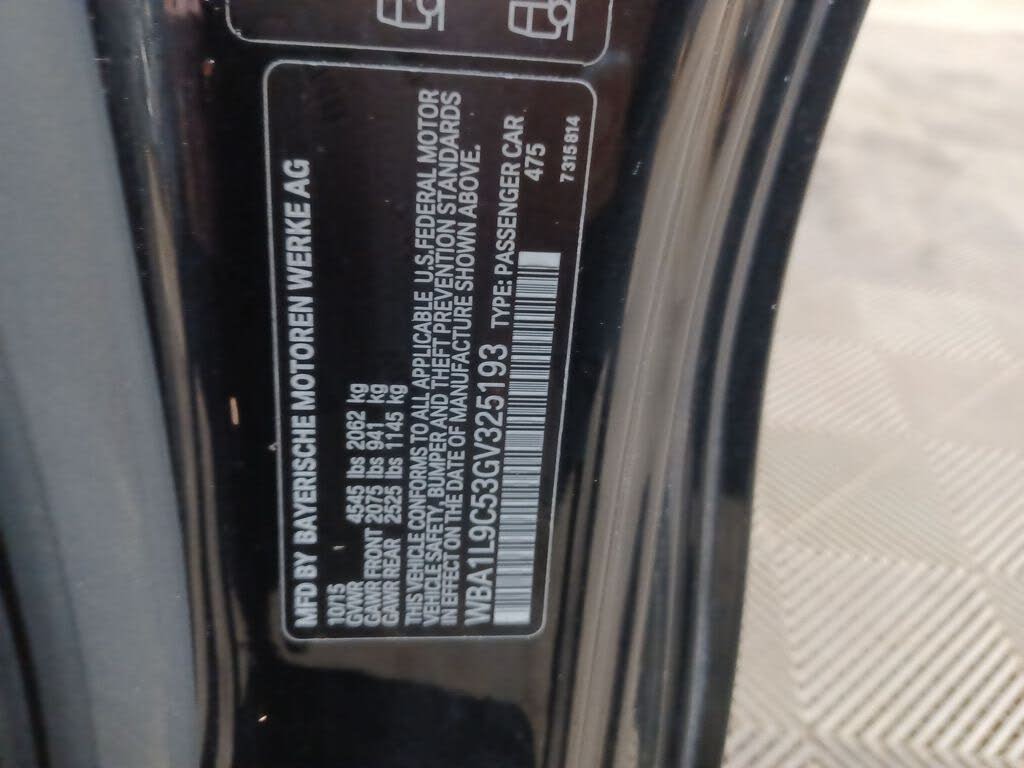 MFD BY BAYERISCHE MOTOREN WERKE AG
10/15
GVWR 4545 lbs 2062 kg
GAWR FRONT 2075 lbs 941 kg
GAWR REAR 2525 lbs 1145 kg
THIS VEHICLE CONFORMS TO ALL APPLICABLE U.S. FEDERAL MOTOR
VEHICLE SAFETY, BUMPER AND THEFT PREVENTION STANDARDS
IN EFFECT ON THE DATE OF MANUFACTURE SHOWN ABOVE.
WBA1L9C53GV325193 TYPE: PASSENGER CAR
475
7 315 814